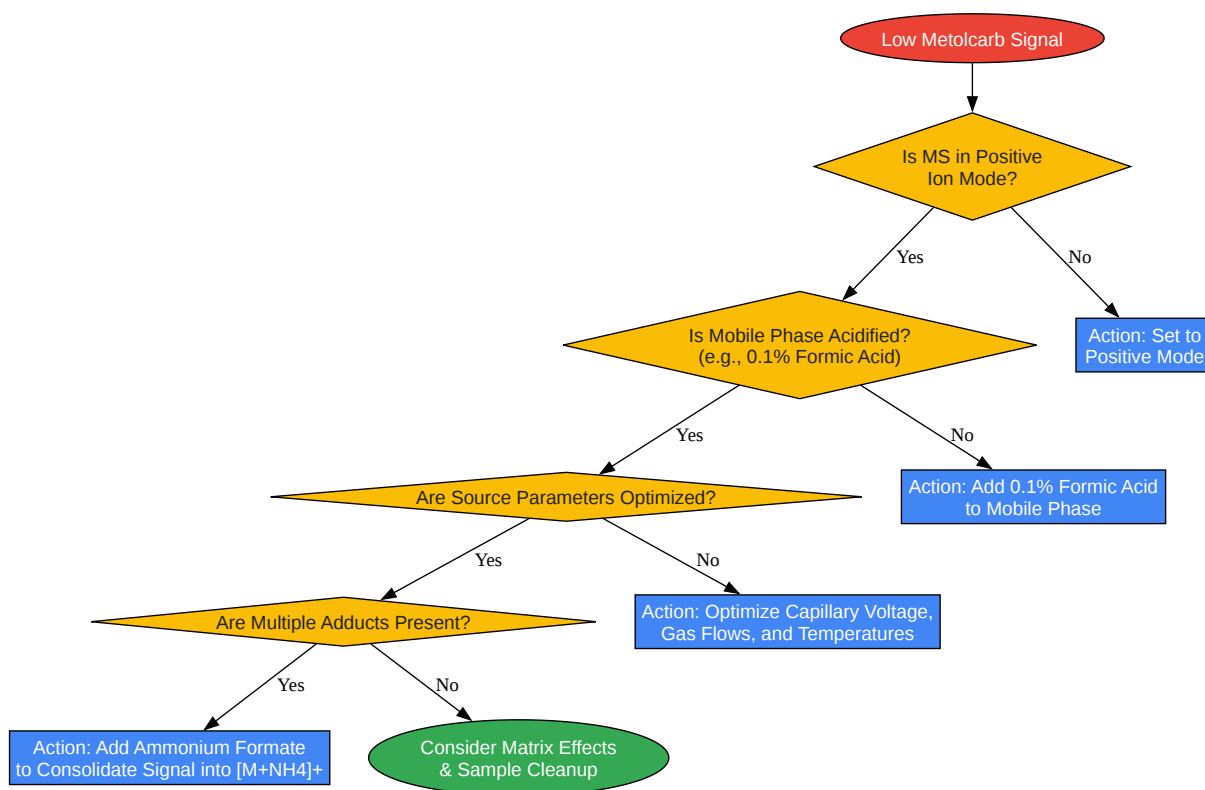 Low Metolcarb Signal
Is MS in Positive
Ion Mode?
Yes
No
Is Mobile Phase Acidified?
(e.g., 0.1% Formic Acid)
Action: Set to
Positive Mode
Yes
No
Are Source Parameters Optimized?
Action: Add 0.1% Formic Acid
to Mobile Phase
Yes
No
Are Multiple Adducts Present?
Action: Optimize Capillary Voltage,
Gas Flows, and Temperatures
Yes
No
Action: Add Ammonium Formate
to Consolidate Signal into [M+NH4]+
Consider Matrix Effects
& Sample Cleanup